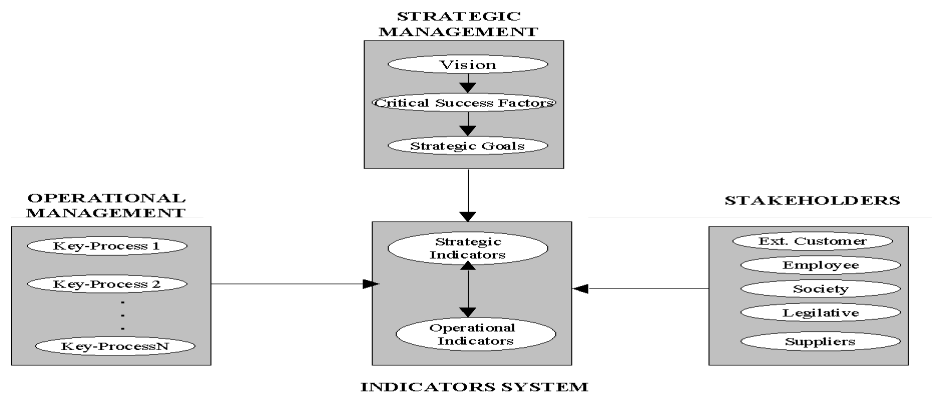 STRATEGIC
MANAGEMENT
Vision
Critical Success Factors
Strategic Goals
OPERATIONAL
MANAGEMENT
Key-Process 1
Key-Process 2
.
.
.
Key-ProcessN
Strategic
Indicators
Operational
Indicators
INDICATORS SYSTEM
STAKEHOLDERS
Ext. Customer
Employee
Society
Legilative
Suppliers